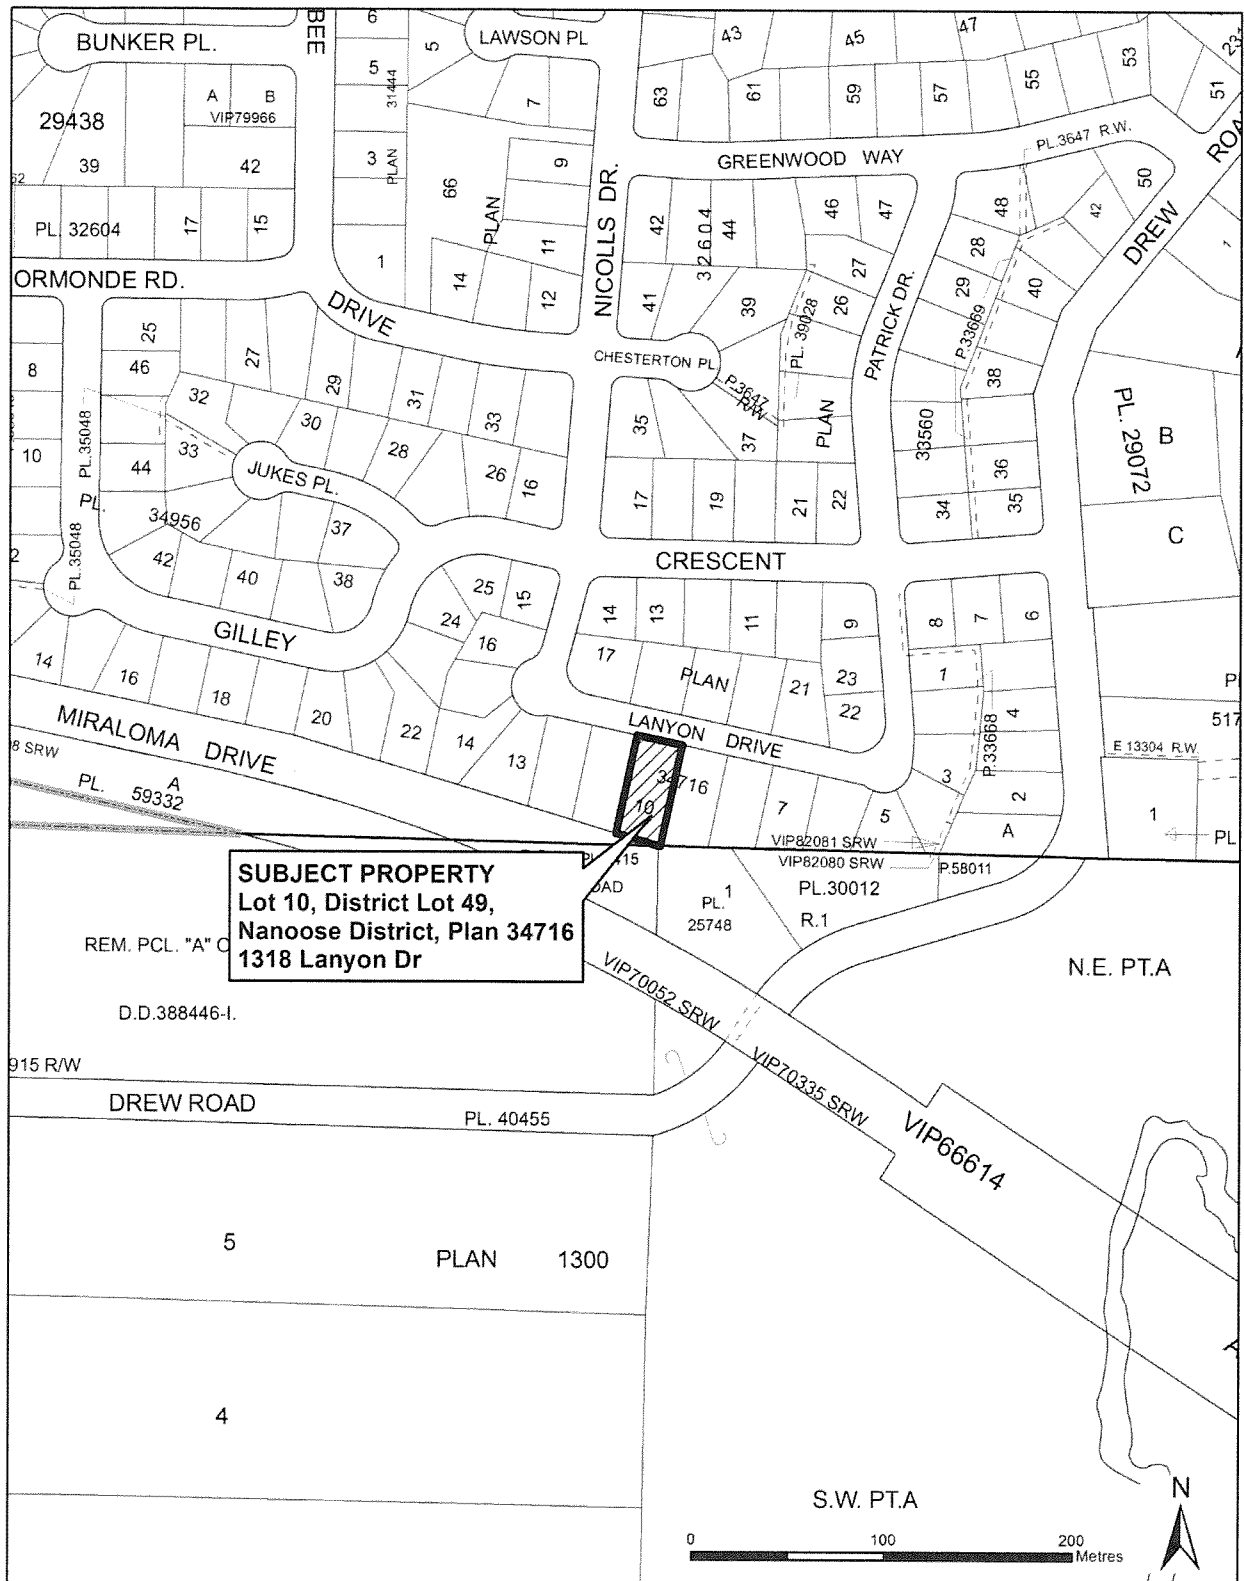 BUNKER PL.
BEE
6
5
LAWSON PL
43
45
47
5
31444
A B
VIP79966
7
63
61
59
57
55
53
51
29438
39
42
3
PLAN
9
GREENWOOD WAY
PL.3647 R.W.
ROA
62
PL. 32604
17
15
66
PLAN
11
NICOLLS DR.
42
32604
44
46
47
48
42
50
DREW
1
14
12
28
27
ORMONDE RD.
DRIVE
41
39
26
29
40
PL. 39028
PATRICK DR.
P.33669
25
46
27
8
29
31
CHESTERTON PL
38
32
33
P.3647
R/W
PL. 29072
B
30
28
35
37
PLAN
33560
10
PL.35048
44
33
26
16
36
JUKES PL.
17
19
21
22
34
35
PL.
34956
37
C
2
PL.35048
42
40
38
CRESCENT
25
15
14
13
11
9
8
7
6
GILLEY
24
16
17
PLAN
21
23
22
1
14
16
18
20
22
14
13
4
PL
517
MIRALOMA DRIVE
LANYON DRIVE
P.33668
E 13304 R.W.
8 SRW
PL. A
59332
34716
10
7
5
3
2
A
1
PL
VIP82081 SRW
VIP82080 SRW
P.58011
415
OAD
SUBJECT PROPERTY
Lot 10, District Lot 49,
Nanoose District, Plan 34716
1318 Lanyon Dr
1
PL.
25748
PL.30012
R.1
REM. PCL. "A"
N.E. PT.A
D.D.388446-I.
VIP70052 SRW
VIP70335 SRW
915 R/W
DREW ROAD
PL. 40455
VIP66614
5
PLAN 1300
A
4
S.W. PT.A
N
0 100 200
Metres